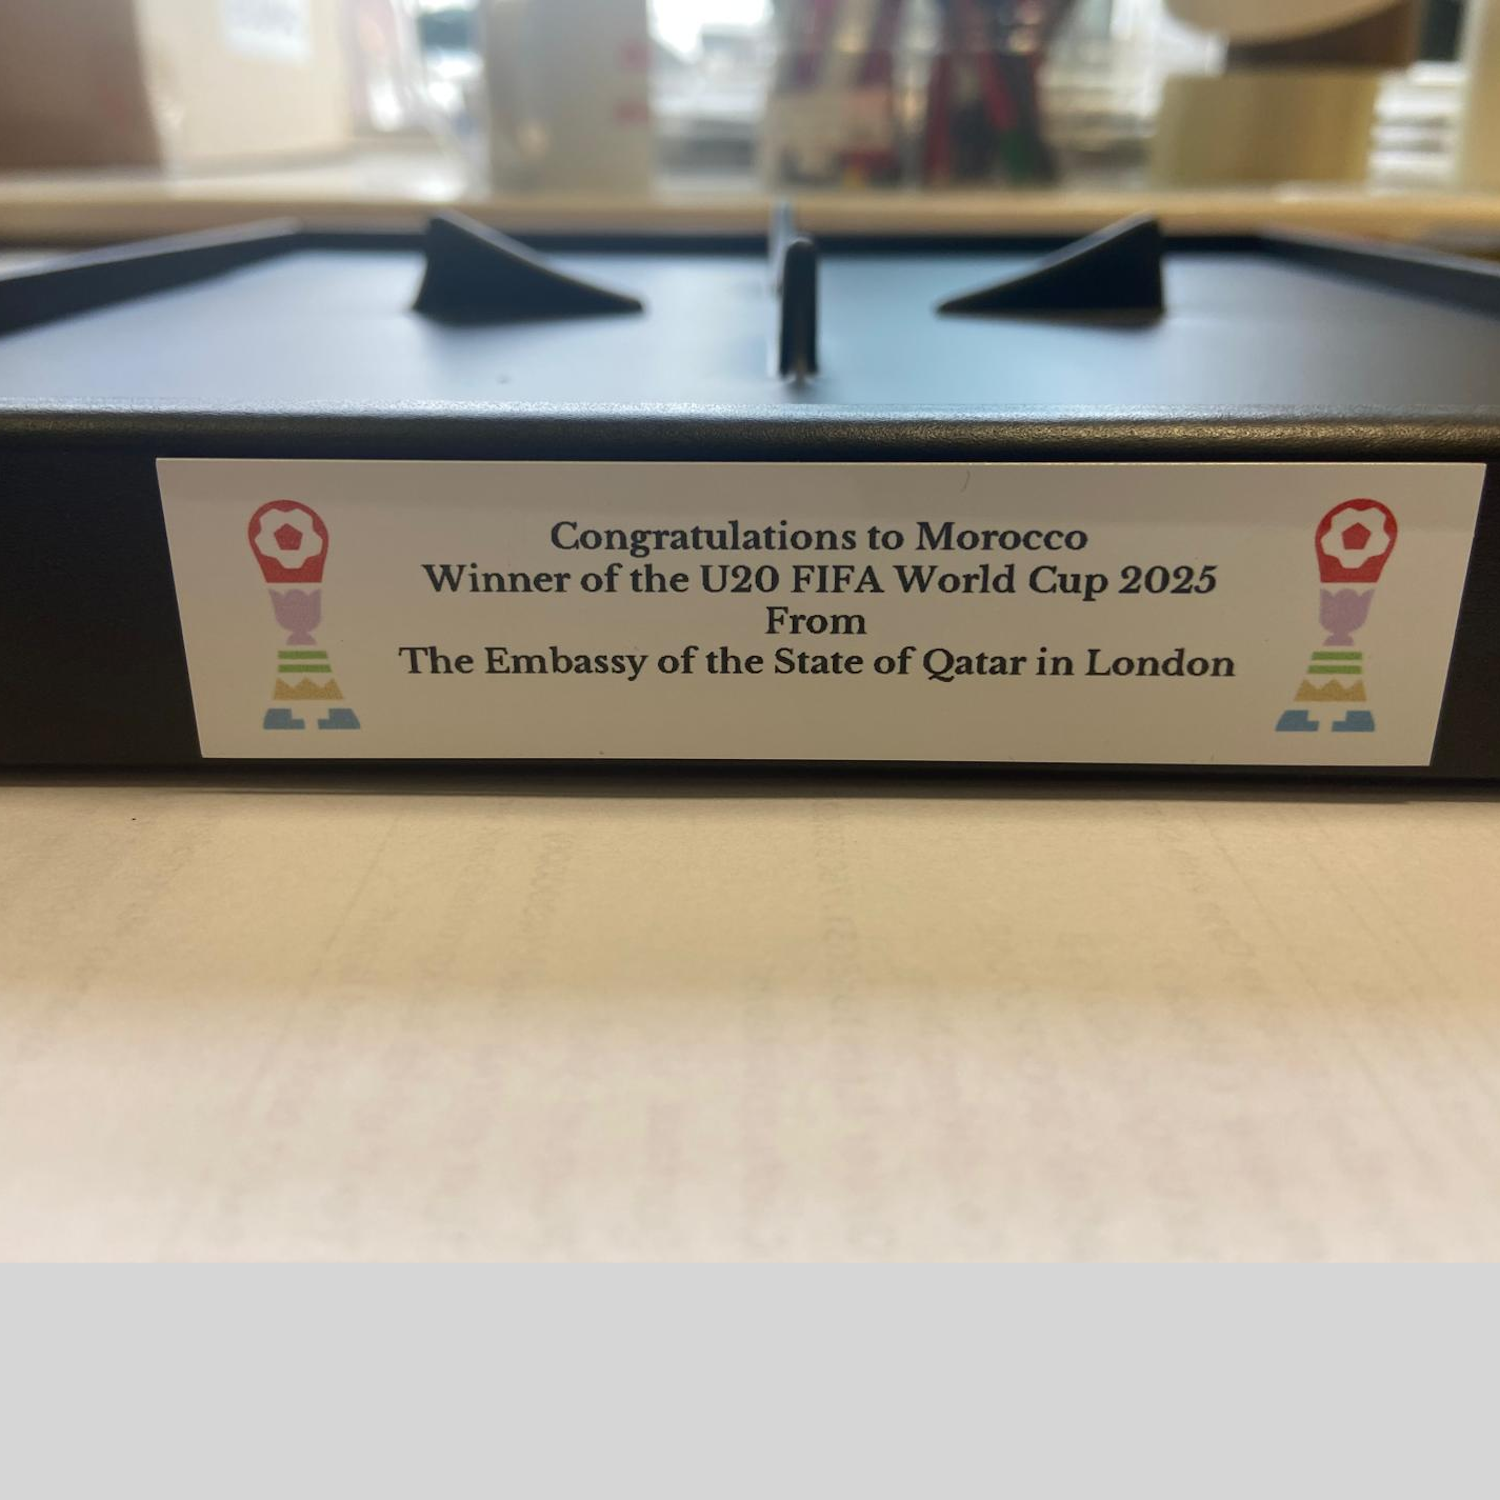 Congratulations to Morocco
Winner of the U20 FIFA World Cup 2025
From
The Embassy of the State of Qatar in London